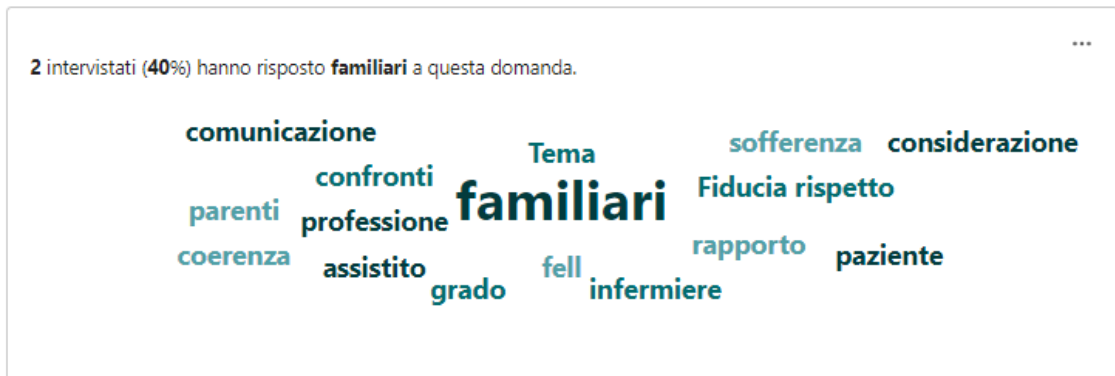 ...
2 intervistati (40%) hanno risposto familiari a questa domanda.
comunicazione
Tema
sofferenza considerazione
confronti
familiari
Fiducia rispetto
parenti
professione
coerenza
assistito
fell
rapporto
paziente
grado
infermiere